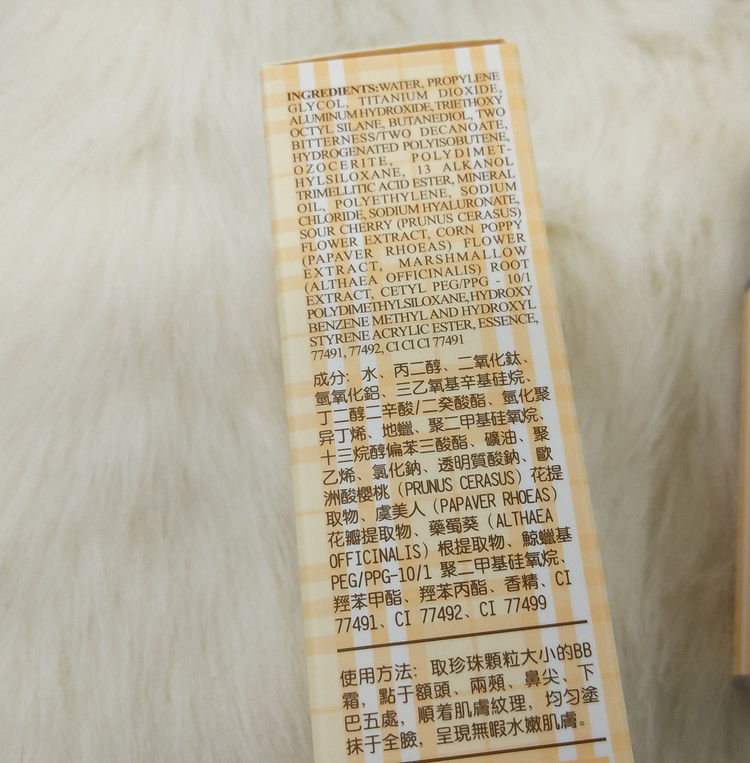 INGREDIENTS:WATER, PROPYLENE
GLYCOL, TITANIUM DIOXIDE,
ALUMINUM HYDROXIDE, TRIETHOXY
OCTYL SILANE, BUTANEDIOL, TWO
BITTERNESS/TWO DECANOATE,
HYDROGENATED POLYISOBUTENE,
OZOCERITE, POLYDIMET-
HYLSILOXANE, 13 ALKANOL
TRIMELLITIC ACID ESTER, MINERAL
OIL, POLYETHYLENE, SODIUM
CHLORIDE, SODIUM HYALURONATE,
SOUR CHERRY (PRUNUS CERASUS)
FLOWER EXTRACT, CORN POPPY
(PAPAVER RHOEAS) FLOWER
EXTRACT, MARSHMALLOW
(ALTHAEA OFFICINALIS) ROOT
EXTRACT, CETYL PEG/PPG - 10/1
POLYDIMETHYLSILOXANE, HYDROXY
BENZENE METHYL AND HYDROXYL
STYRENE ACRYLIC ESTER, ESSENCE,
77491, 77492, CI CI CI 77491
成分: 水、丙二醇、二氧化鈦、
氫氧化鋁、三乙氧基辛基硅烷、
丁二醇二辛酸/二癸酸酯、氫化聚
异丁烯、地蠟、聚二甲基硅氧烷、
十三烷醇偏苯三酸酯、礦油、聚
乙烯、氯化鈉、透明質酸鈉、歐
洲酸櫻桃 (PRUNUS CERASUS) 花提
取物、虞美人 (PAPAVER RHOEAS)
花瓣提取物、藥蜀葵 (ALTHAEA
OFFICINALIS) 根提取物、鯨蠟基
PEG/PPG-10/1 聚二甲基硅氧烷、
羥苯甲酯、羥苯丙酯、香精、CI
77491、CI 77492、CI 77499
使用方法: 取珍珠顆粒大小的BB
霜, 點于額頭、兩頰、鼻尖、下
巴五處, 順着肌膚紋理, 均勻塗
抹于全臉, 呈現無暇水嫩肌膚。